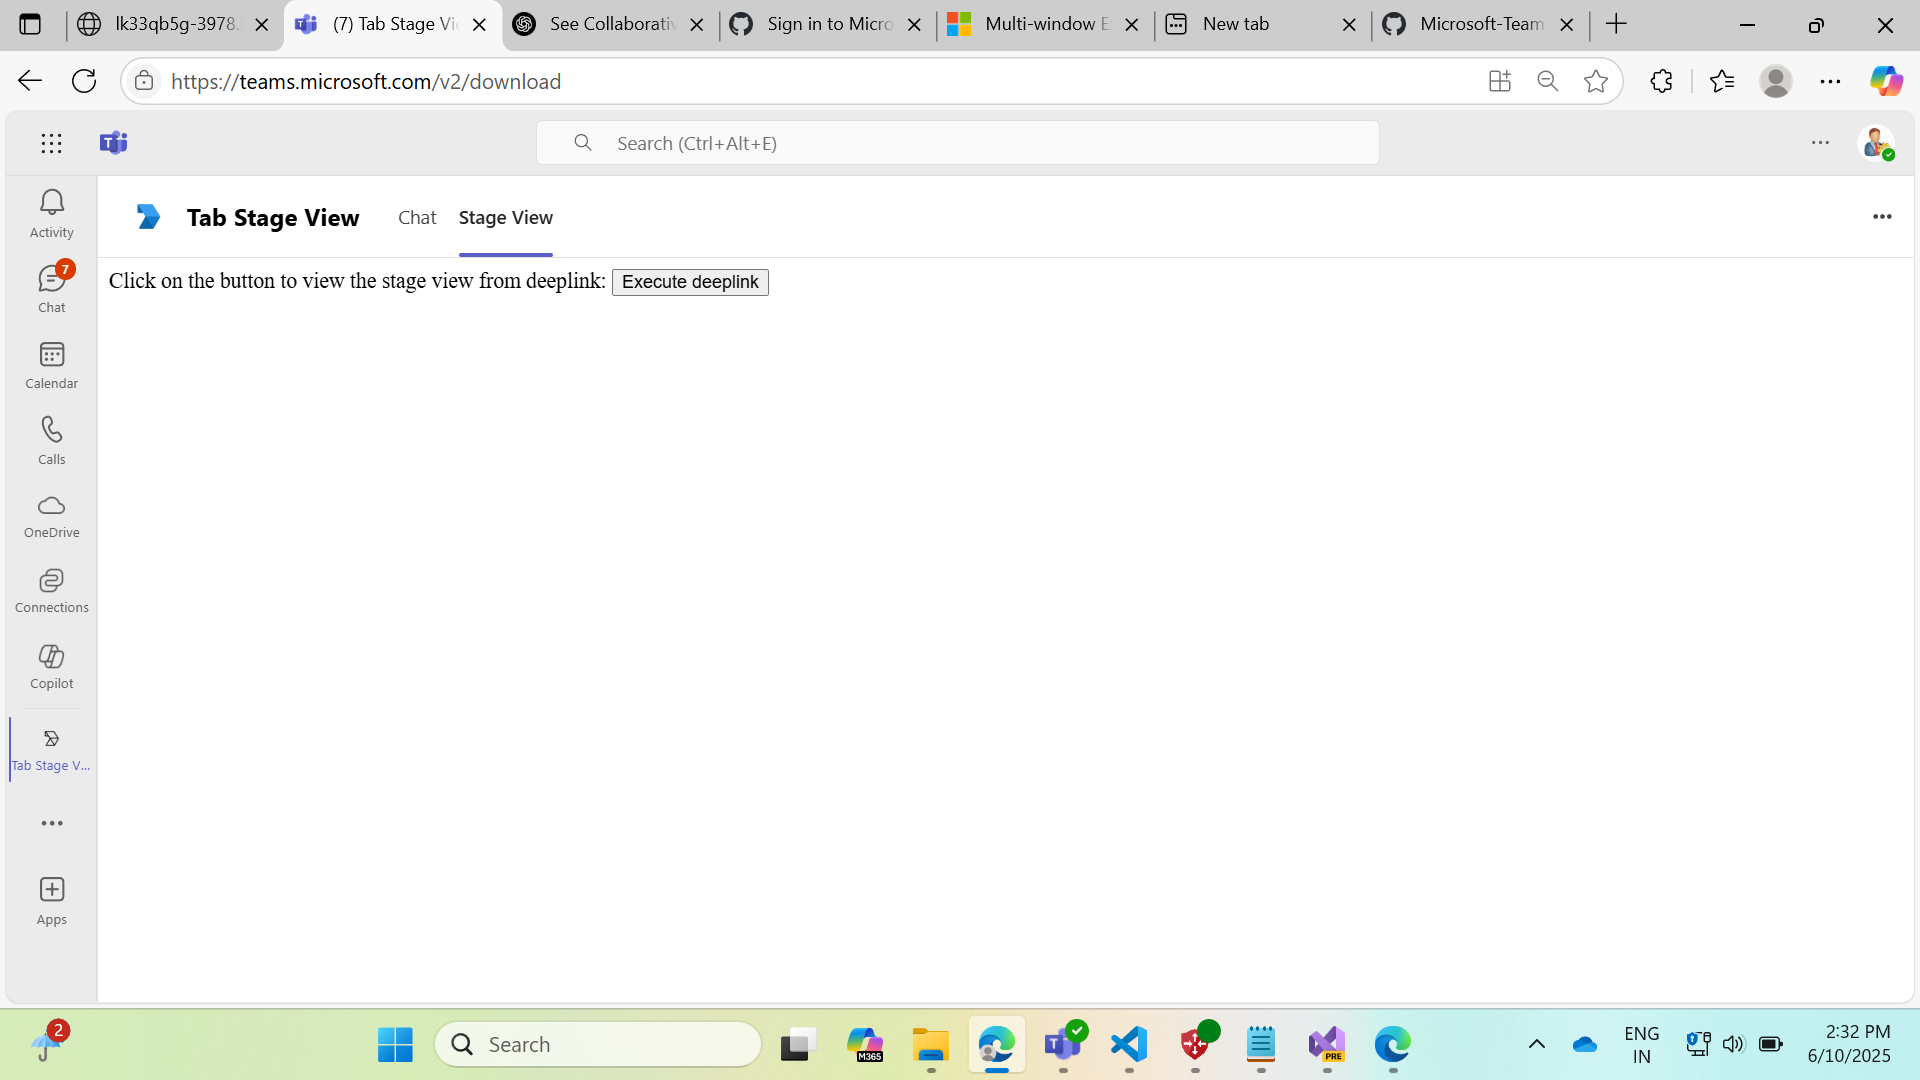 lk33qb5g-3978.
(7) Tab Stage Vie
See Collaborativ
Sign in to Micro
Multi-window E
New tab
Microsoft-Team
https://teams.microsoft.com/v2/download
Search (Ctrl+Alt+E)
Activity
7
Chat
Calendar
Calls
OneDrive
Connections
Copilot
Tab Stage V...
Apps
Tab Stage View
Chat
Stage View
Click on the button to view the stage view from deeplink: Execute deeplink
2
Search
M365
PRE
ENG
IN
2:32 PM
6/10/2025